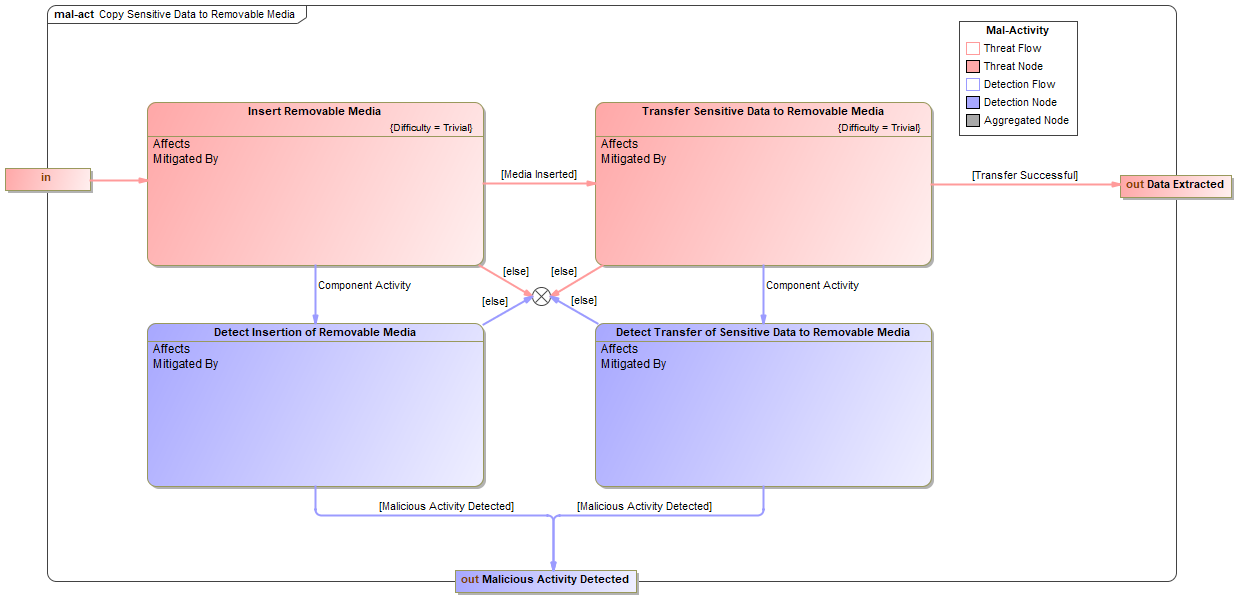 mal-act Copy Sensitive Data to Removable Media
Mal-Activity
Threat Flow
Threat Node
Detection Flow
Detection Node
Aggregated Node
Insert Removable Media
{Difficulty = Trivial}
Affects
Mitigated By
Transfer Sensitive Data to Removable Media
{Difficulty = Trivial}
Affects
Mitigated By
in
[Media Inserted]
[Transfer Successful]
out Data Extracted
[else]
[else]
Component Activity
Component Activity
[else]
[else]
Detect Insertion of Removable Media
Affects
Mitigated By
Detect Transfer of Sensitive Data to Removable Media
Affects
Mitigated By
[Malicious Activity Detected]
[Malicious Activity Detected]
out Malicious Activity Detected